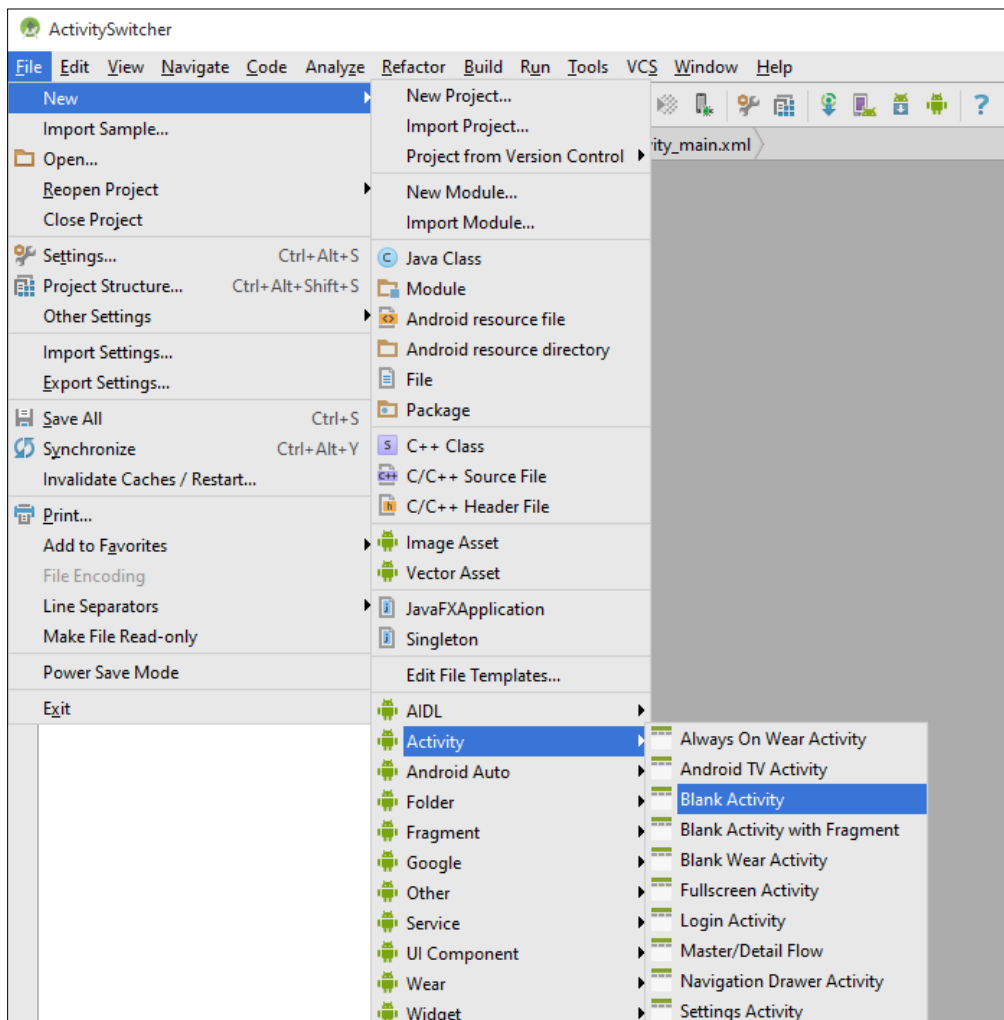 ActivitySwitcher
File Edit View Navigate Code Analyze Refactor Build Run Tools VCS Window Help
New
Import Sample...
Open...
Reopen Project
Close Project
Settings... Ctrl+Alt+S
Project Structure... Ctrl+Alt+Shift+S
Other Settings
Import Settings...
Export Settings...
Save All Ctrl+S
Synchronize Ctrl+Alt+Y
Invalidate Caches / Restart...
Print...
Add to Favorites
File Encoding
Line Separators
Make File Read-only
Power Save Mode
Exit
New Project...
Import Project...
Project from Version Control
New Module...
Import Module...
Java Class
Module
Android resource file
Android resource directory
File
Package
C++ Class
C/C++ Source File
C/C++ Header File
Image Asset
Vector Asset
JavaFXApplication
Singleton
Edit File Templates...
AIDL
Activity
Android Auto
Folder
Fragment
Google
Other
Service
UI Component
Wear
Widget
ity_main.xml
Always On Wear Activity
Android TV Activity
Blank Activity
Blank Activity with Fragment
Blank Wear Activity
Fullscreen Activity
Login Activity
Master/Detail Flow
Navigation Drawer Activity
Settings Activity